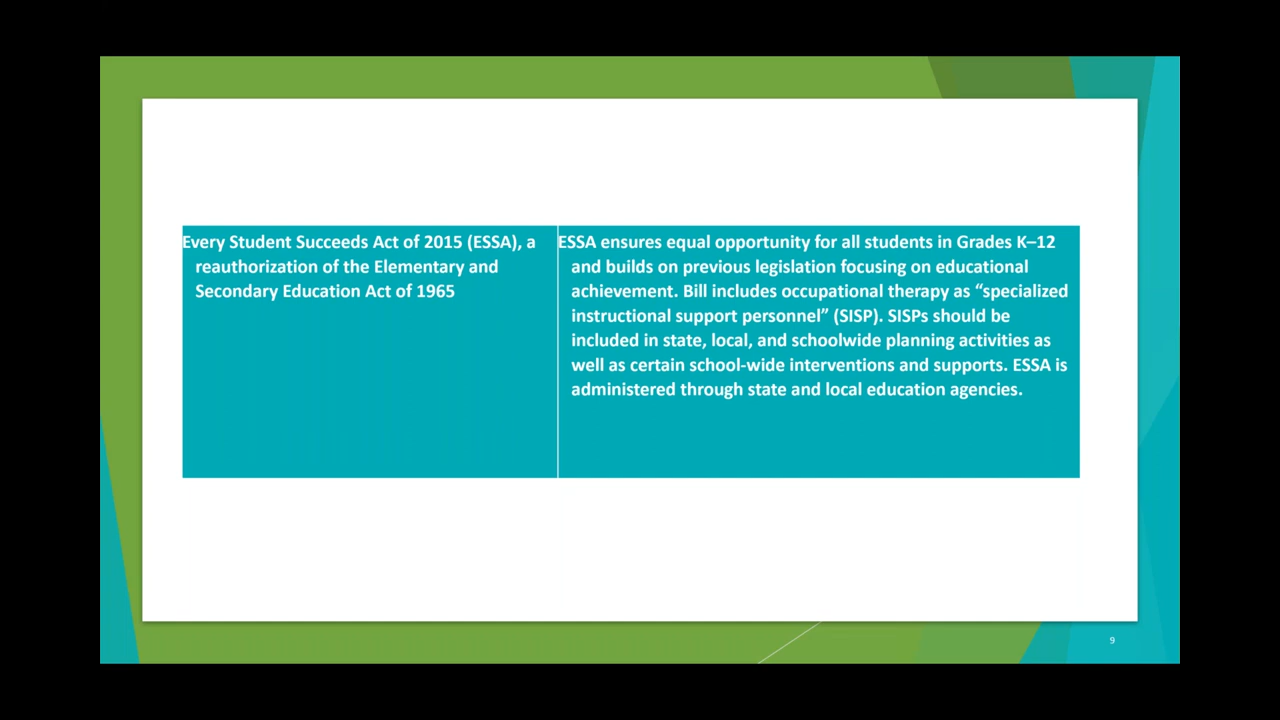 Every Student Succeeds Act of 2015 (ESSA), a
reauthorization of the Elementary and
Secondary Education Act of 1965
ESSA ensures equal opportunity for all students in Grades K–12
and builds on previous legislation focusing on educational
achievement. Bill includes occupational therapy as “specialized
instructional support personnel” (SISP). SISPs should be
included in state, local, and schoolwide planning activities as
well as certain school-wide interventions and supports. ESSA is
administered through state and local education agencies.
9